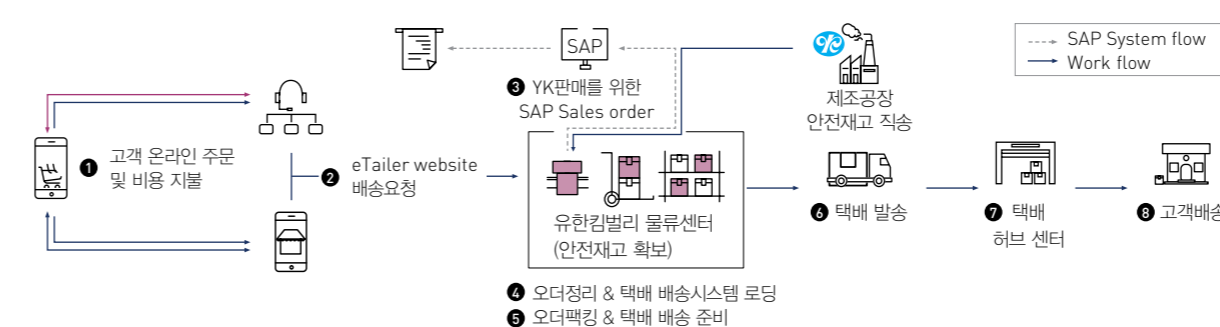 SAP
SAP System flow
Work flow
❸ YK판매를 위한
SAP Sales order
제조공장
안전재고 직송
❶ 고객 온라인 주문
및 비용 지불
❷ eTailer website
배송요청
유한킴벌리 물류센터
(안전재고 확보)
❹ 오더정리 & 택배 배송시스템 로딩
❺ 오더팩킹 & 택배 배송 준비
❻ 택배 발송
❼ 택배
허브 센터
❽ 고객배송